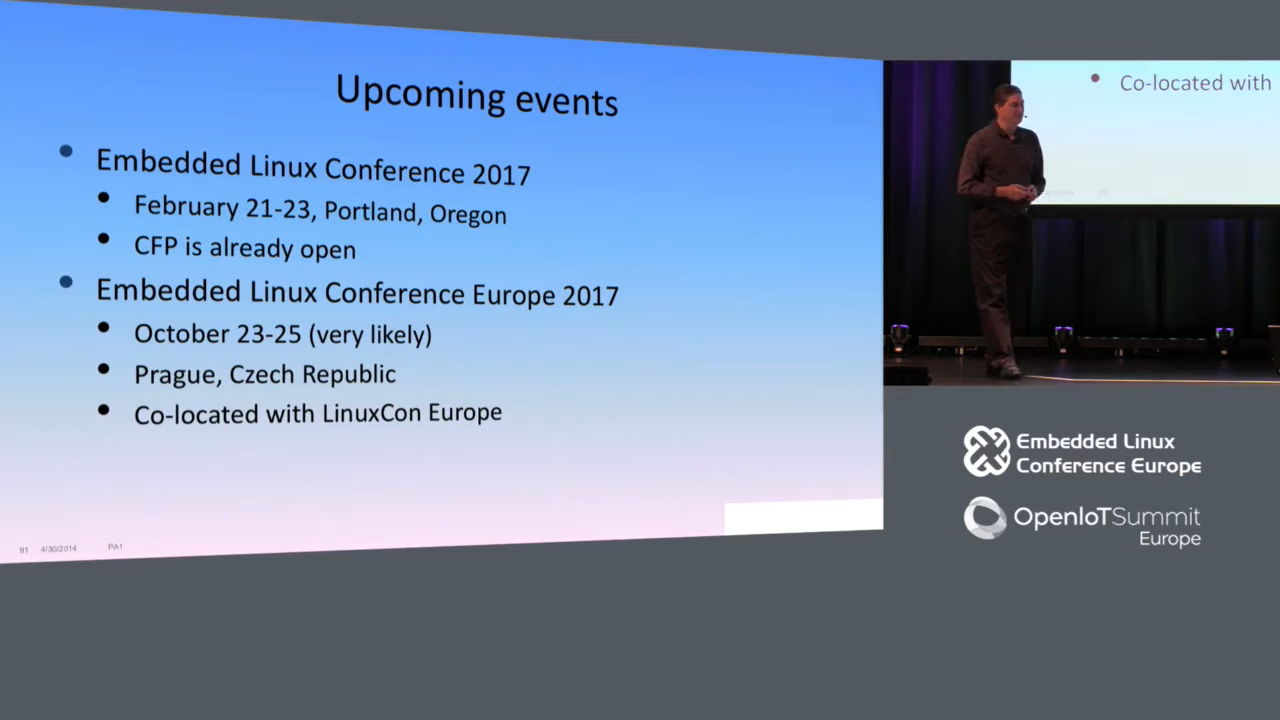 Upcoming events
Embedded Linux Conference 2017
February 21-23, Portland, Oregon
CFP is already open
Embedded Linux Conference Europe 2017
October 23-25 (very likely)
Prague, Czech Republic
Co-located with LinuxCon Europe
91 4/30/2014 PA1
Co-located with
Embedded Linux
Conference Europe
OpenIoTSummit
Europe